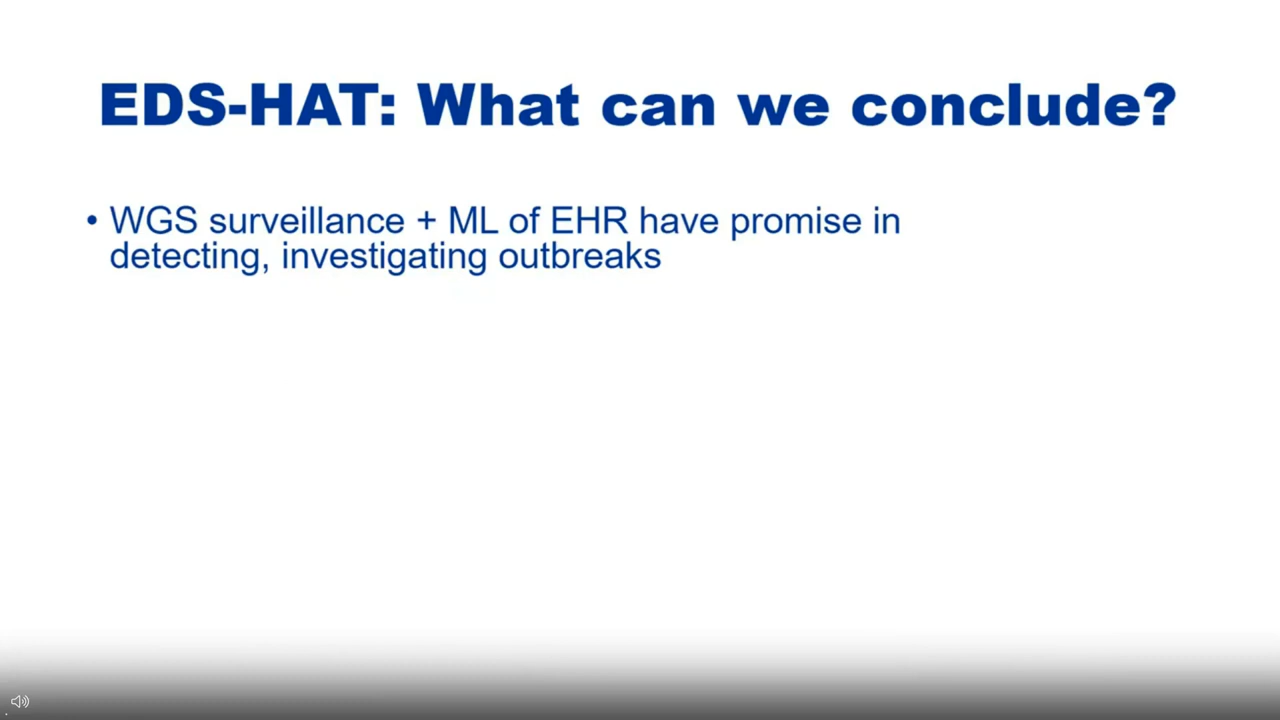 EDS-HAT: What can we conclude?
• WGS surveillance + ML of EHR have promise in
detecting, investigating outbreaks